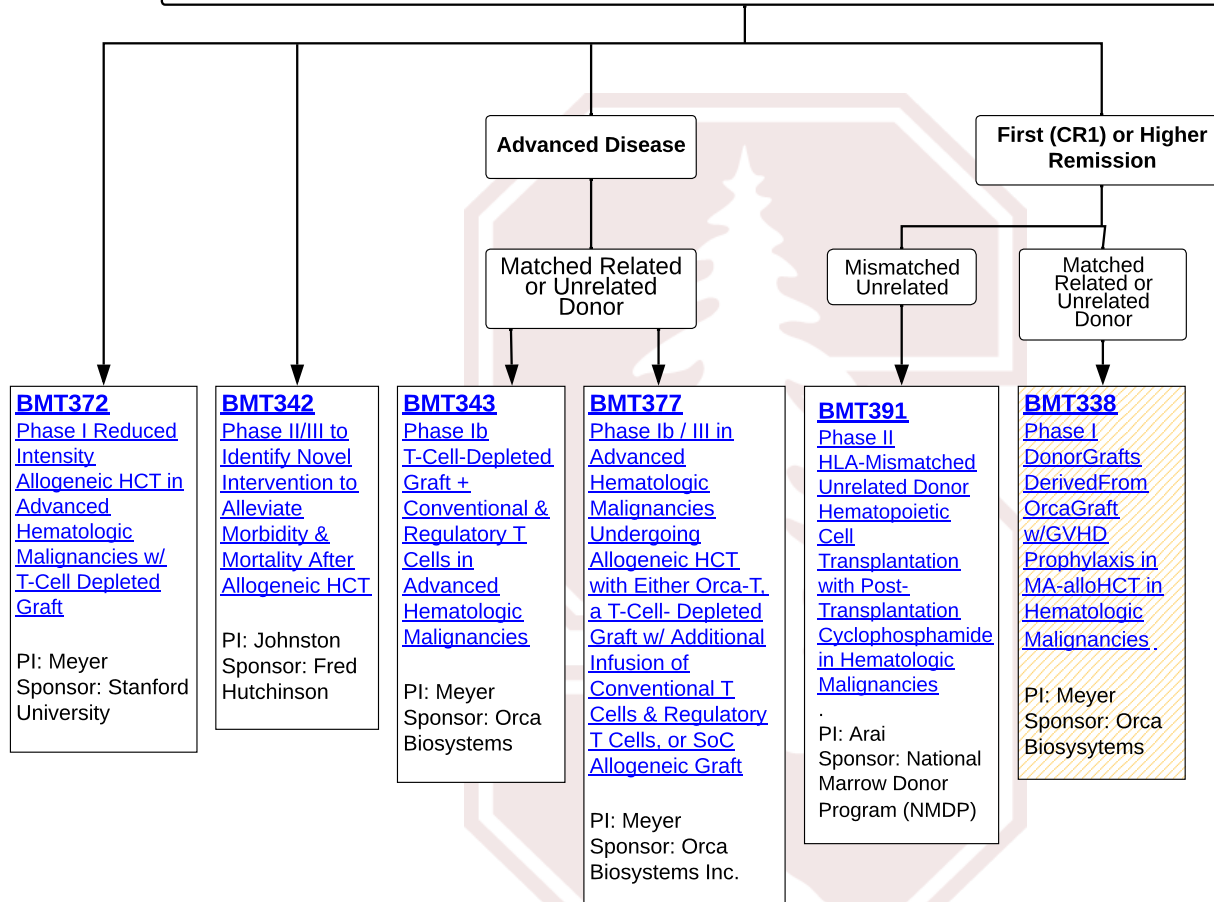 Advanced Disease
First (CR1) or Higher
Remission
Matched Related
or Unrelated
Donor
Mismatched
Unrelated
Matched
Related or
Unrelated
Donor
BMT372
Phase I Reduced
Intensity
Allogeneic HCT in
Advanced
Hematologic
Malignancies w/
T-Cell Depleted
Graft
PI: Meyer
Sponsor: Stanford
University
BMT342
Phase II/III to
Identify Novel
Intervention to
Alleviate
Morbidity &
Mortality After
Allogeneic HCT
PI: Johnston
Sponsor: Fred
Hutchinson
BMT343
Phase Ib
T-Cell-Depleted
Graft +
Conventional &
Regulatory T
Cells in
Advanced
Hematologic
Malignancies
PI: Meyer
Sponsor: Orca
Biosystems
BMT377
Phase Ib / III in
Advanced
Hematologic
Malignancies
Undergoing
Allogeneic HCT
with Either Orca-T,
a T-Cell- Depleted
Graft w/ Additional
Infusion of
Conventional T
Cells & Regulatory
T Cells, or SoC
Allogeneic Graft
PI: Meyer
Sponsor: Orca
Biosystems Inc.
BMT391
Phase II
HLA-Mismatched
Unrelated Donor
Hematopoietic
Cell
Transplantation
with Post-
Transplantation
Cyclophosphamide
in Hematologic
Malignancies
.
PI: Arai
Sponsor: National
Marrow Donor
Program (NMDP)
BMT338
Phase I
DonorGrafts
DerivedFrom
OrcaGraft
w/GVHD
Prophylaxis in
MA-alloHCT in
Hematologic
Malignancies .
PI: Meyer
Sponsor: Orca
Biosysytems